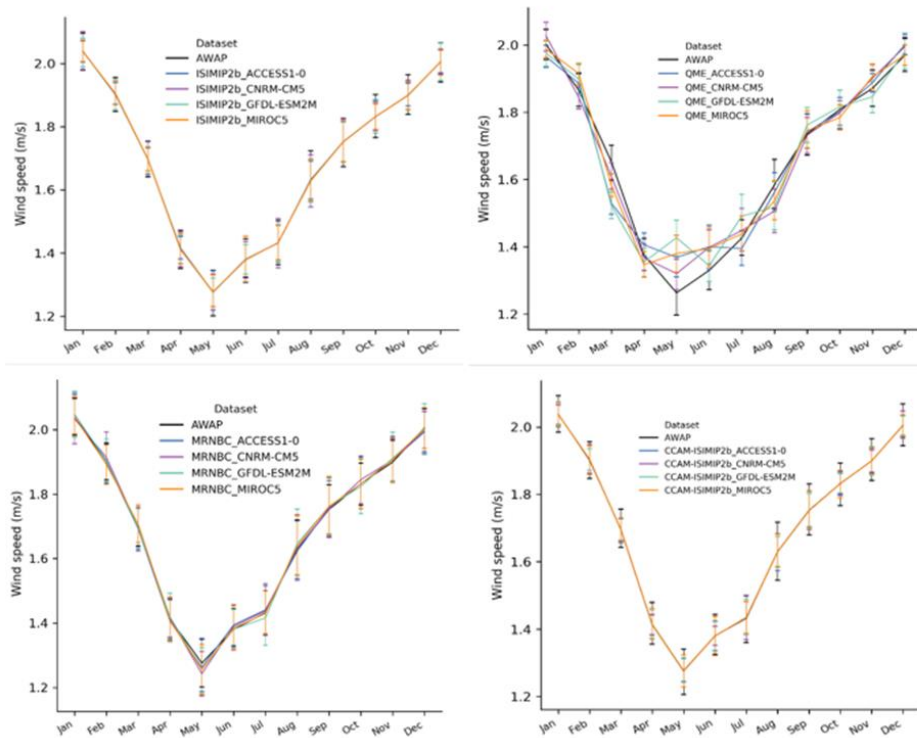 Dataset
AWAP
ISIMIP2b_ACCESS1-0
ISIMIP2b_CNRM-CM5
ISIMIP2b_GFDL-ESM2M
ISIMIP2b_MIROC5
Wind speed (m/s)
2.0
1.8
1.6
1.4
1.2
Jan Feb Mar Apr May Jun Jul Aug Sep Oct Nov Dec
Dataset
AWAP
QME_ACCESS1-0
QME_CNRM-CM5
QME_GFDL-ESM2M
QME_MIROC5
Wind speed (m/s)
2.0
1.8
1.6
1.4
1.2
Jan Feb Mar Apr May Jun Jul Aug Sep Oct Nov Dec
Dataset
AWAP
MRNBC_ACCESS1-0
MRNBC_CNRM-CM5
MRNBC_GFDL-ESM2M
MRNBC_MIROC5
Wind speed (m/s)
2.0
1.8
1.6
1.4
1.2
Jan Feb Mar Apr May Jun Jul Aug Sep Oct Nov Dec
Dataset
AWAP
CCAM-ISIMIP2b_ACCESS1-0
CCAM-ISIMIP2b_CNRM-CM5
CCAM-ISIMIP2b_GFDL-ESM2M
CCAM-ISIMIP2b_MIROC5
Wind speed (m/s)
2.0
1.8
1.6
1.4
1.2
Jan Feb Mar Apr May Jun Jul Aug Sep Oct Nov Dec